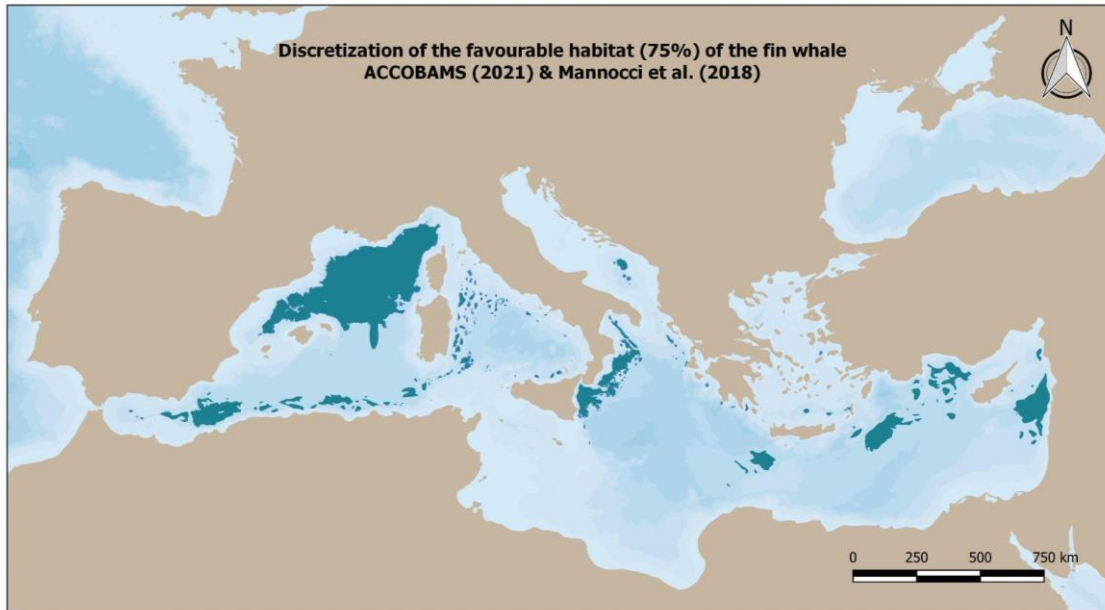 Discretization of the favourable habitat (75%) of the fin whale
ACCOBAMS (2021) & Mannocci et al. (2018)
N
0 250 500 750 km